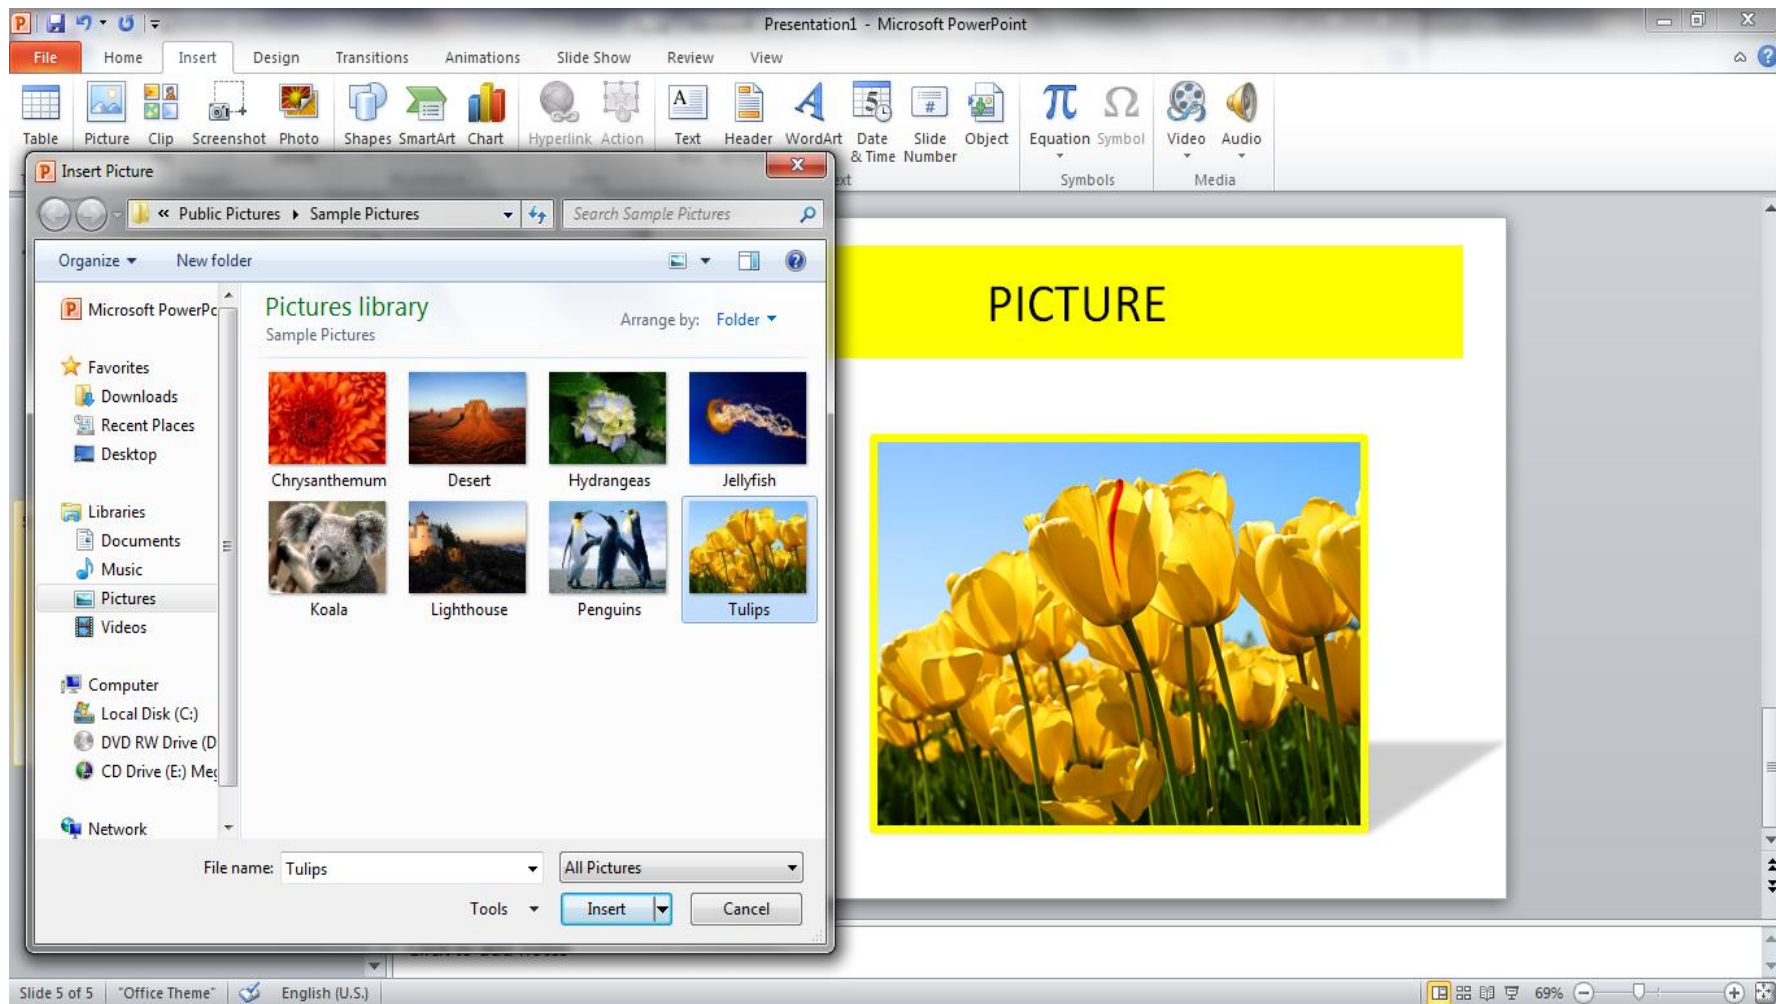 Presentation1 - Microsoft PowerPoint
File Home Insert Design Transitions Animations Slide Show Review View
Table Picture Clip Screenshot Photo Shapes SmartArt Chart Hyperlink Action Text Header WordArt Date & Time Slide Number Object Equation Symbol Video Audio
Symbols Media
Insert Picture
« Public Pictures Sample Pictures
Search Sample Pictures
Organize New folder
Microsoft PowerPc
Favorites
Downloads
Recent Places
Desktop
Libraries
Documents
Music
Pictures
Videos
Computer
Local Disk (C:)
DVD RW Drive (D
CD Drive (E:) Meg
Network
Pictures library
Sample Pictures
Arrange by: Folder
Chrysanthemum Desert Hydrangeas Jellyfish
Koala Lighthouse Penguins Tulips
File name: Tulips
All Pictures
Tools Insert Cancel
PICTURE
Slide 5 of 5 "Office Theme" English (U.S.) 69%